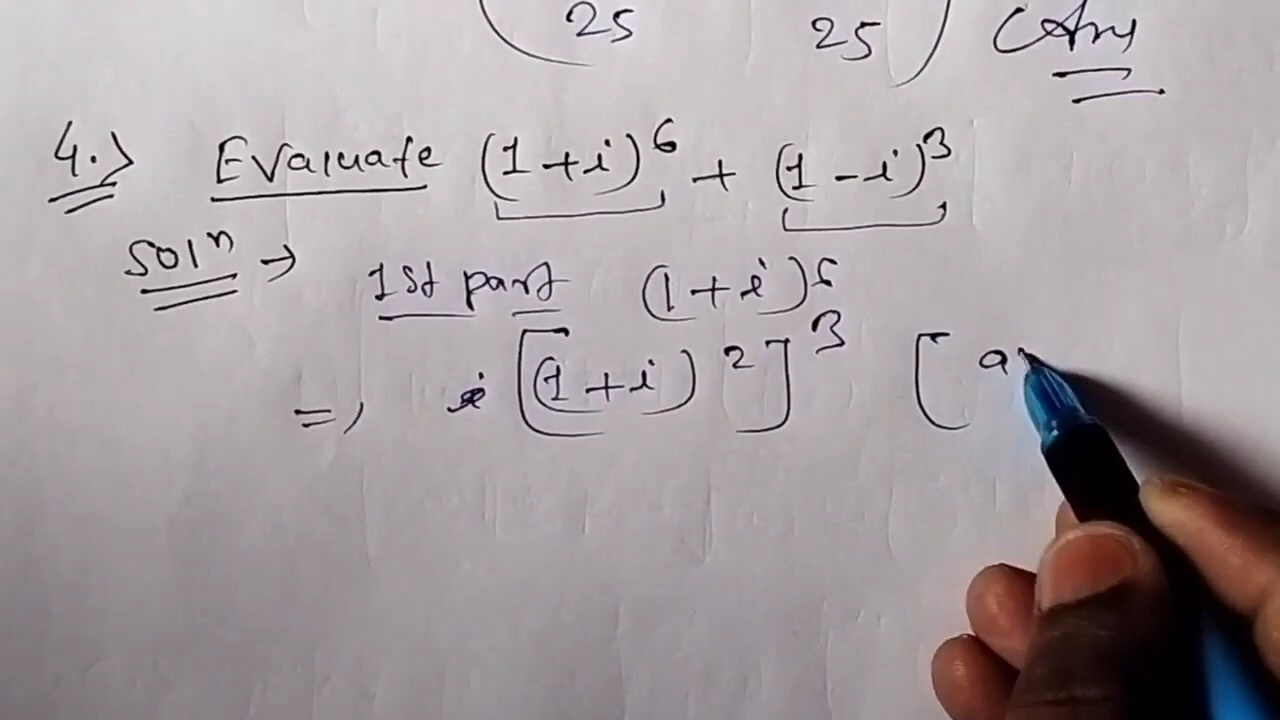 25 25 (Ans
4.> Evaluate (1+i)^6 + (1-i)^3
Solⁿ → 1st part (1+i)^6
=> [(1+i)^2]^3 [a